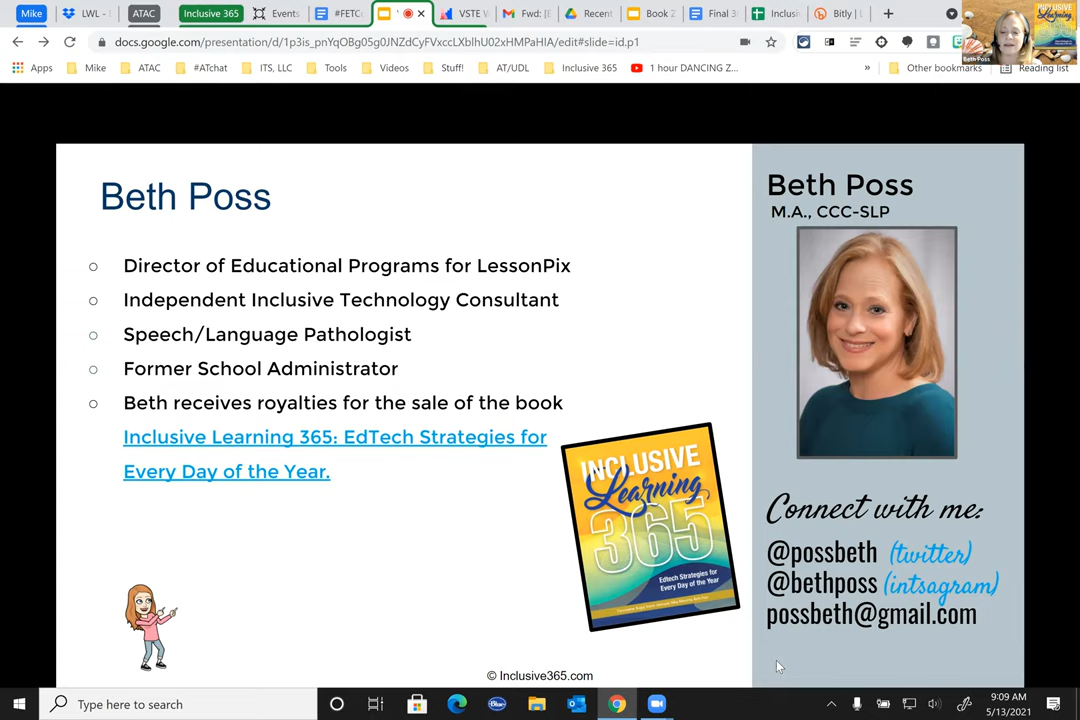 Mike
LWL - E
ATAC
Inclusive 365
Events
#FETC
VSTE V
Fwd: [E
Recent
Book 2
Final 3
Inclusi
Bitly | L
docs.google.com/presentation/d/1p3is_pnYqOBg05g0JNZdCyFVxccLXblhU02xHMPaHIA/edit#slide=id.p1
Beth Poss
Apps
Mike
ATAC
#ATchat
ITS, LLC
Tools
Videos
Stuff!
AT/UDL
Inclusive 365
1 hour DANCING Z...
»
Other bookmarks
Reading list
Beth Poss
Director of Educational Programs for LessonPix
Independent Inclusive Technology Consultant
Speech/Language Pathologist
Former School Administrator
Beth receives royalties for the sale of the book
Inclusive Learning 365: EdTech Strategies for
Every Day of the Year.
INCLUSIVE
Learning
365
Edtech Strategies for
Every Day of the Year
Beth Poss
M.A., CCC-SLP
Connect with me:
@possbeth (twitter)
@bethposs (intsagram)
possbeth@gmail.com
© Inclusive365.com
Type here to search
9:09 AM
5/13/2021